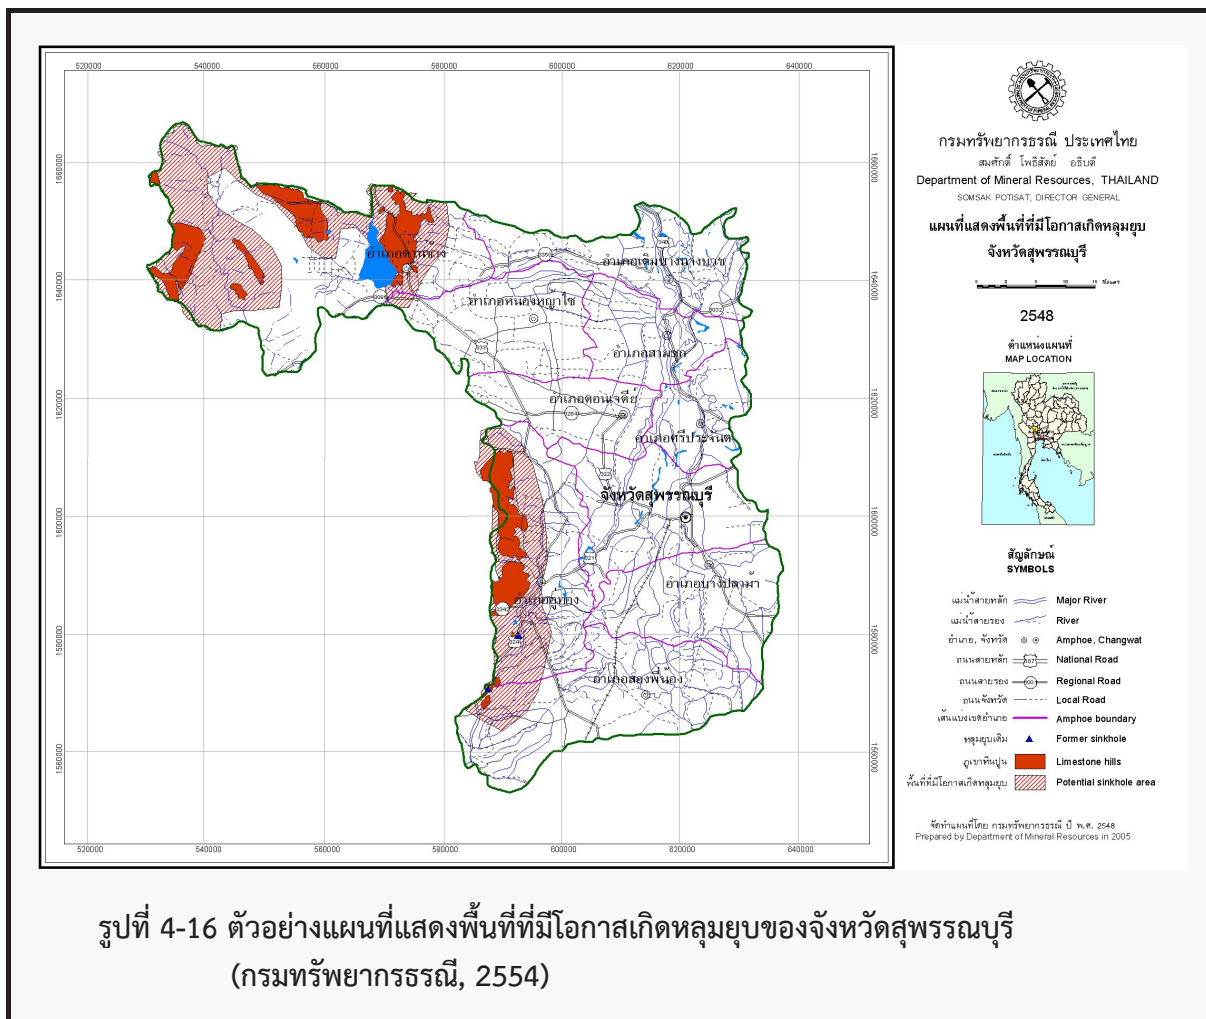 520000 540000 560000 580000 600000 620000 640000
1660000 1660000
1640000 1640000
1620000 1620000
1600000 1600000
1580000 1580000
1560000 1560000
อำเภอด่านช้าง
อำเภอเดิมบางนางบวช
อำเภอหนองหญ้าไซ
อำเภอสามชุก
อำเภอดอนเจดีย์
อำเภอศรีประจันต์
จังหวัดสุพรรณบุรี
อำเภอบางปลาม้า
อำเภออู่ทอง
อำเภอสองพี่น้อง
340
333
322
321
324
520000 540000 560000 580000 600000 620000 640000
กรมทรัพยากรธรณี ประเทศไทย
สมศักดิ์ โพธิสัตย์ อธิบดี
Department of Mineral Resources, THAILAND
SOMSAK POTISAT, DIRECTOR GENERAL
แผนที่แสดงพื้นที่ที่มีโอกาสเกิดหลุมยุบ
จังหวัดสุพรรณบุรี
2548
ตำแหน่งแผนที่
MAP LOCATION
สัญลักษณ์
SYMBOLS
แม่น้ำสายหลัก Major River
แม่น้ำสายรอง River
อำเภอ, จังหวัด Amphoe, Changwat
ถนนสายหลัก National Road
ถนนสายรอง Regional Road
ถนนจังหวัด Local Road
เส้นแบ่งเขตอำเภอ Amphoe boundary
หลุมยุบเดิม Former sinkhole
ภูเขาหินปูน Limestone hills
พื้นที่ที่มีโอกาสเกิดหลุมยุบ Potential sinkhole area
จัดทำแผนที่โดย กรมทรัพยากรธรณี ปี พ.ศ. 2548
Prepared by Department of Mineral Resources in 2005
รูปที่ 4-16 ตัวอย่างแผนที่แสดงพื้นที่ที่มีโอกาสเกิดหลุมยุบของจังหวัดสุพรรณบุรี
(กรมทรัพยากรธรณี, 2554)